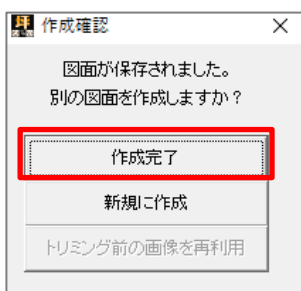 作成確認
図面が保存されました。
別の図面を作成しますか？
作成完了
新規に作成
トリミング前の画像を再利用